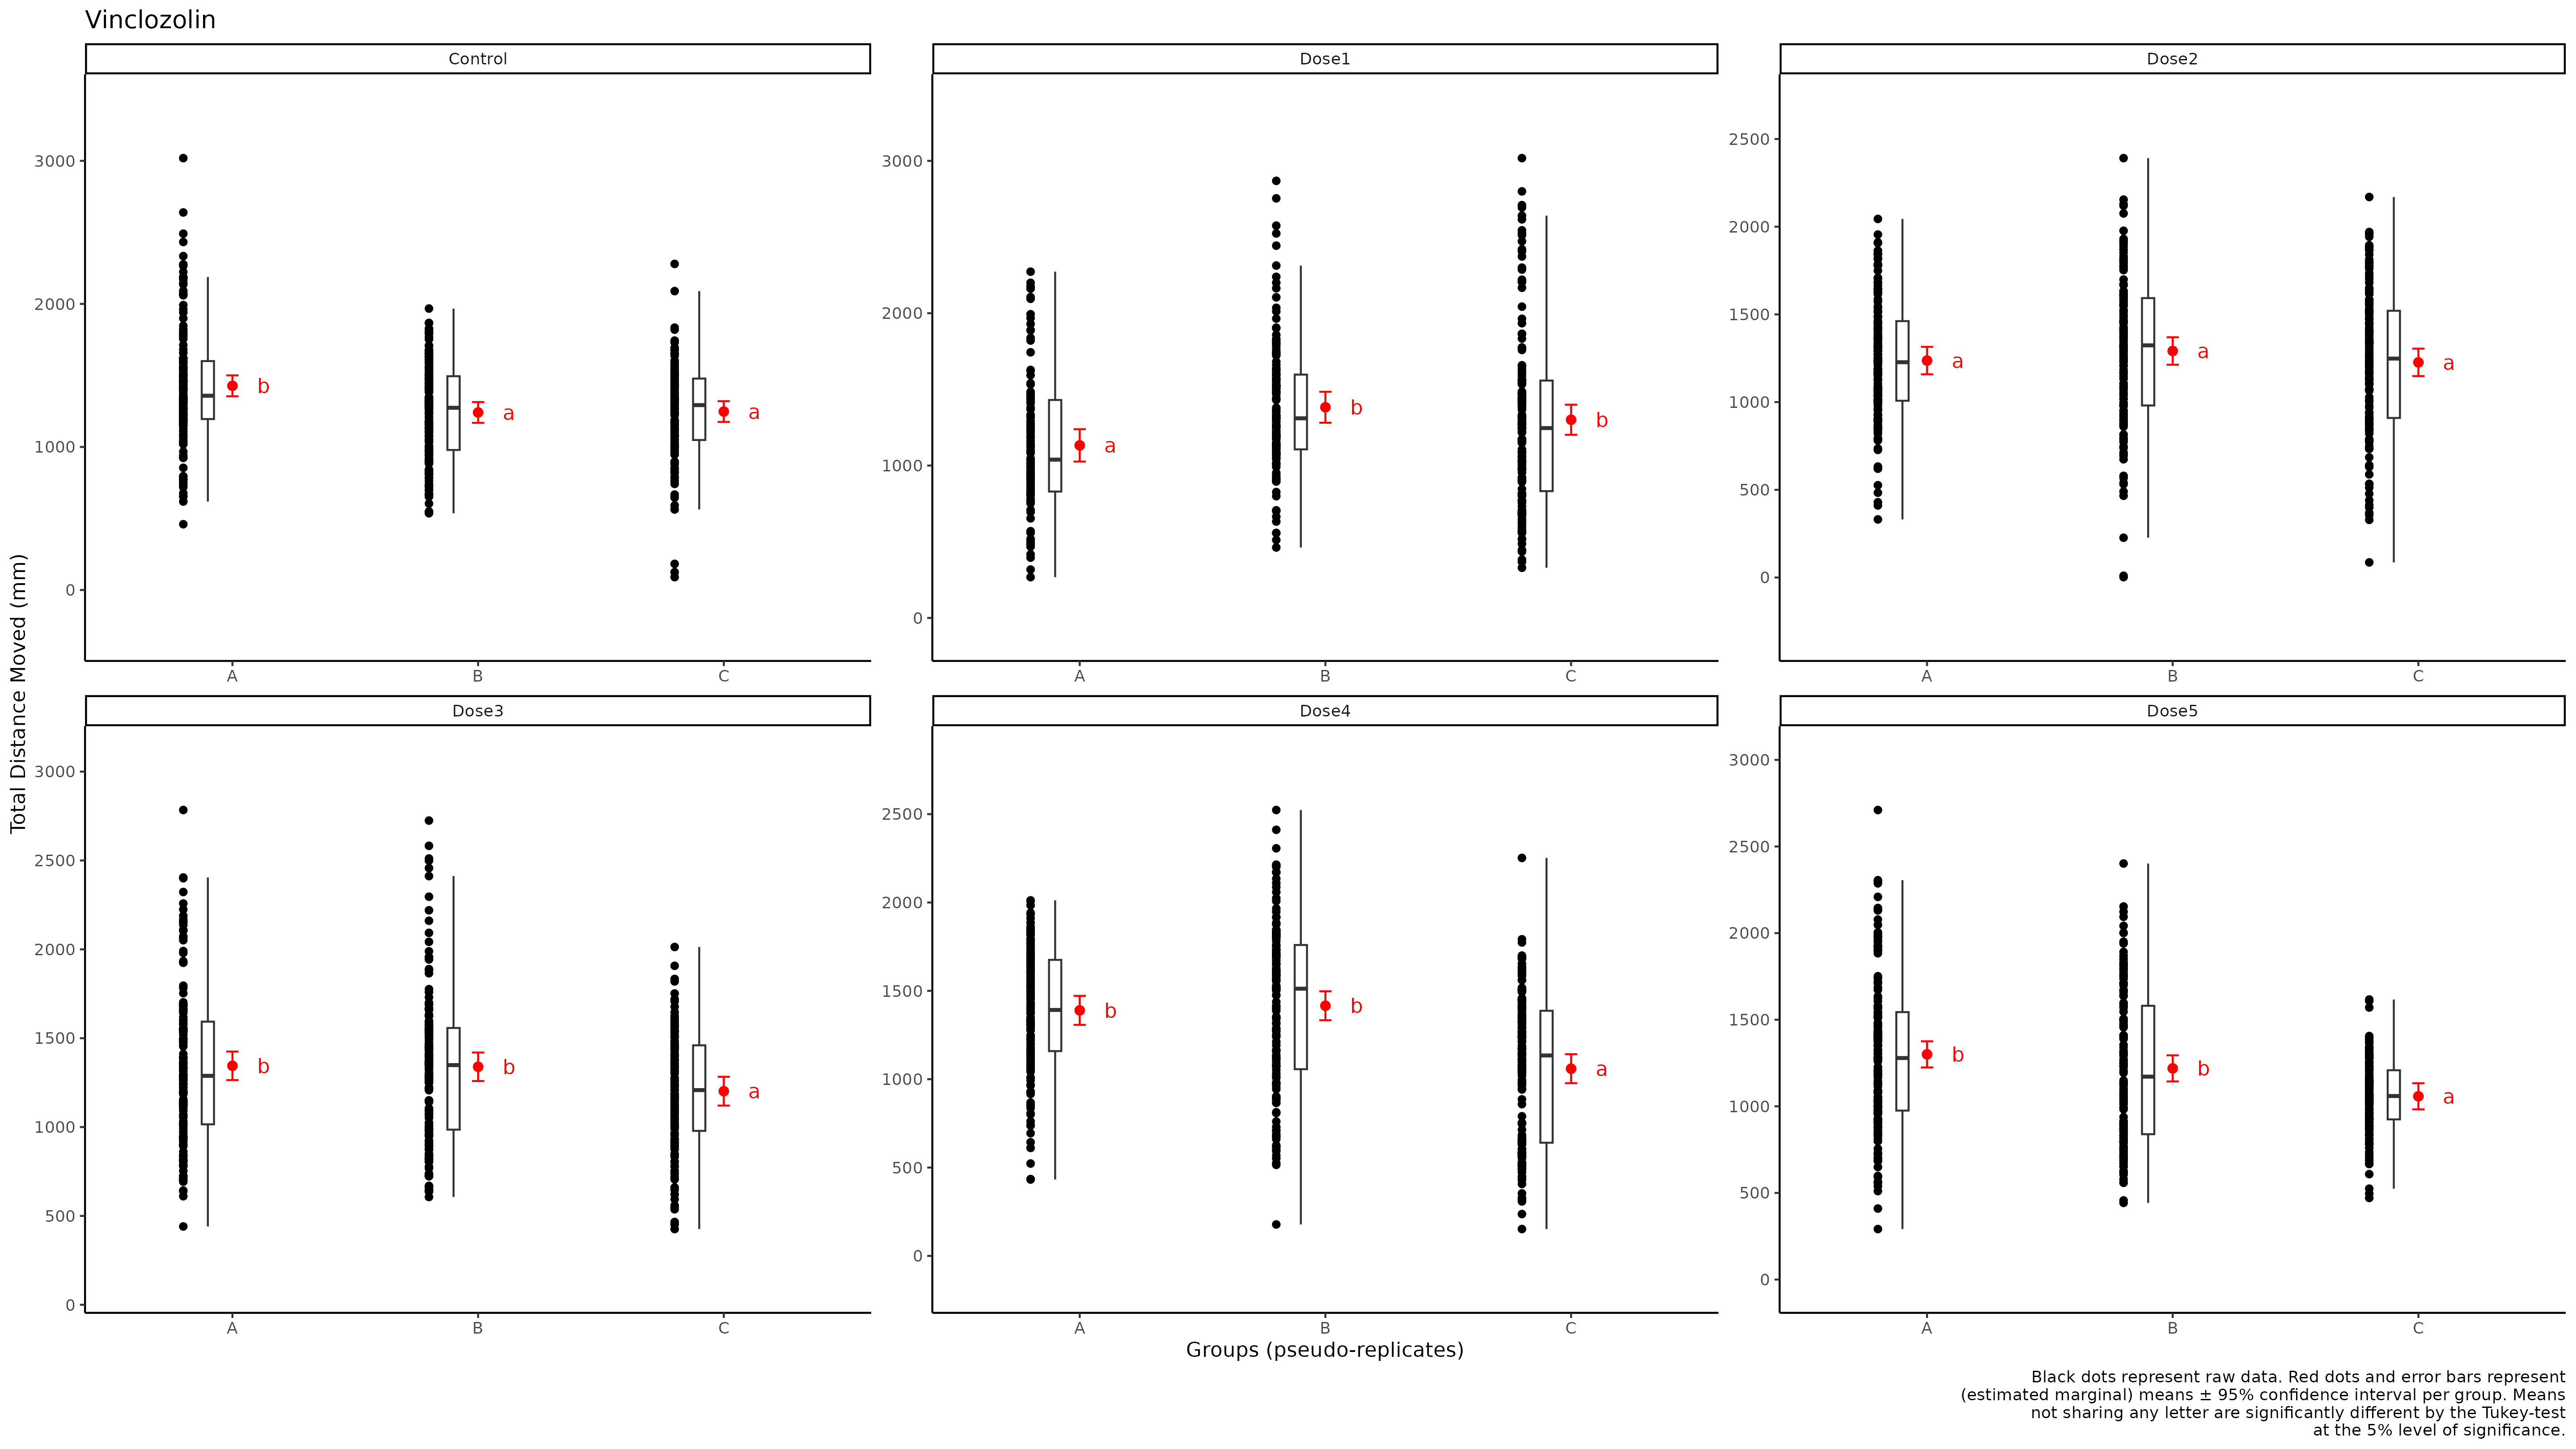 Vinclozolin
Control
Dose1
Dose2
Total Distance Moved (mm)
3000
2000
1000
0
b
a
a
A
B
C
3000
2000
1000
0
a
b
b
A
B
C
2500
2000
1500
1000
500
0
a
a
a
A
B
C
Dose3
Dose4
Dose5
3000
2500
2000
1500
1000
500
0
b
b
a
A
B
C
2500
2000
1500
1000
500
0
b
b
a
A
B
C
3000
2500
2000
1500
1000
500
0
b
b
a
A
B
C
Groups (pseudo-replicates)
Black dots represent raw data. Red dots and error bars represent
(estimated marginal) means ± 95% confidence interval per group. Means
not sharing any letter are significantly different by the Tukey-test
at the 5% level of significance.